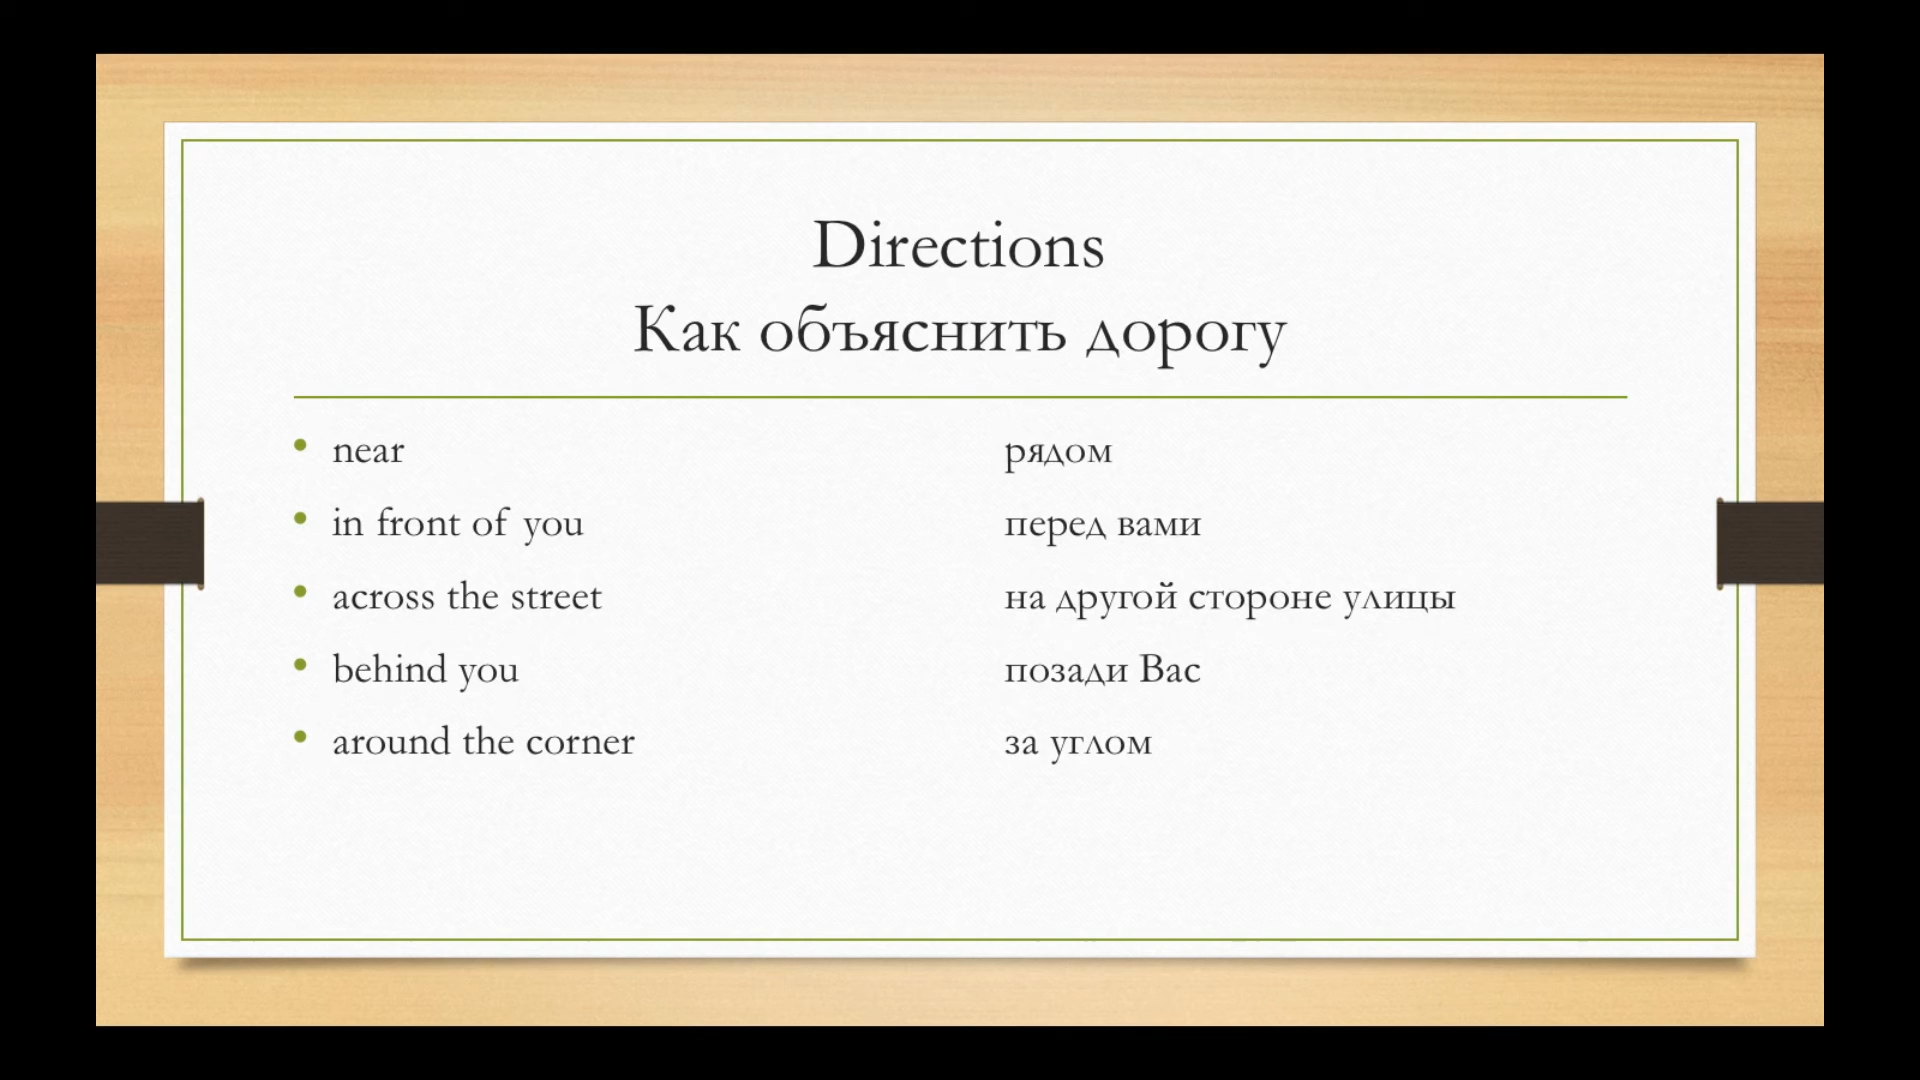 Directions
Как объяснить дорогу
• near рядом
• in front of you перед вами
• across the street на другой стороне улицы
• behind you позади Вас
• around the corner за углом